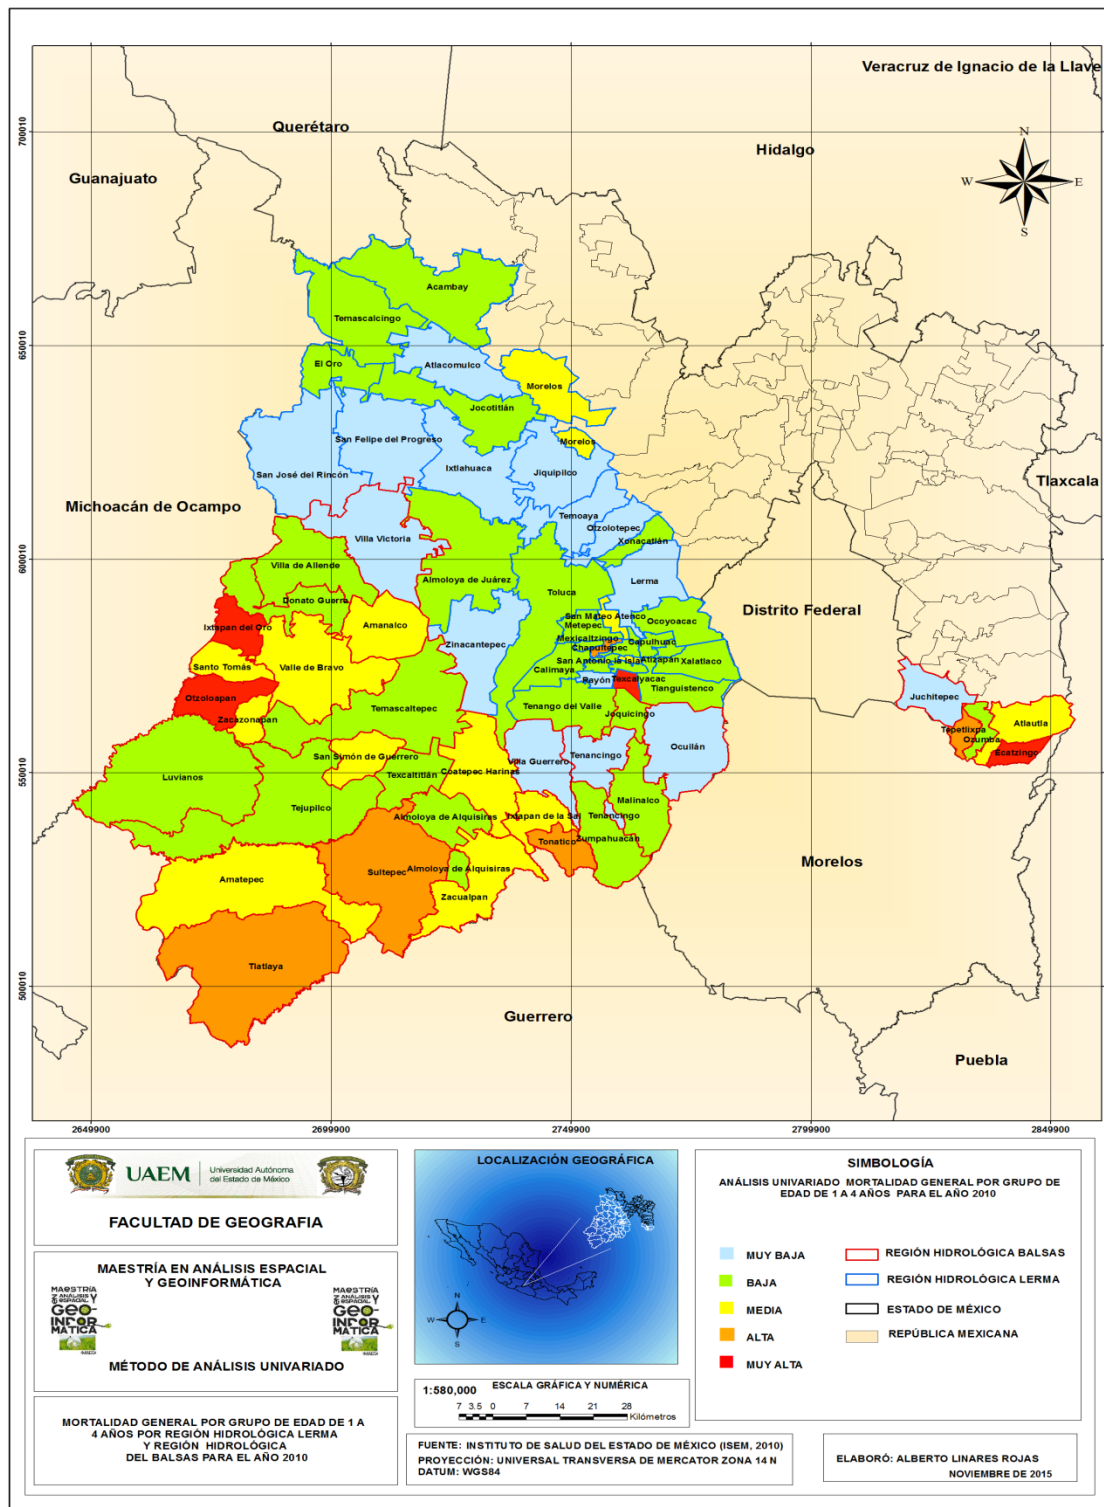 Veracruz de Ignacio de la Llave
Querétaro
Hidalgo
Guanajuato
N
W
E
S
700010
Acambay
Temascalcingo
650010
El Oro
Atlacomulco
Morelos
Jocotitlán
San Felipe del Progreso
Morelos
San José del Rincón
Ixtlahuaca
Jiquipilco
Tlaxcala
Michoacán de Ocampo
Temoaya
Otzolotepec
Villa Victoria
Xonacatlán
600010
Villa de Allende
Almoloya de Juárez
Toluca
Lerma
Donato Guerra
Distrito Federal
Ixtapan del Oro
Amanalco
San Mateo Atenco
Metepec
Ocoyoacac
Zinacantepec
Mexicaltzingo
Chapultepec
Capulhuac
Santo Tomás
Valle de Bravo
San Antonio la Isla
Atizapán
Xalatlaco
Calimaya
Rayón
Texcalyacac
Tianguistenco
Otzoloapan
Juchitepec
Zacazonapan
Temascaltepec
Tenango del Valle
Joquicingo
Atlautla
Tepetlixpa
Ozumba
Ecatzingo
San Simón de Guerrero
Villa Guerrero
Tenancingo
Ocuilán
Luvianos
Texcaltitlán
Coatepec Harinas
550010
Tejupilco
Malinalco
Almoloya de Alquisiras
Ixtapan de la Sal
Tenancingo
Tonatico
Zumpahuacán
Amatepec
Sultepec
Almoloya de Alquisiras
Morelos
Zacualpan
Tlatlaya
500010
Guerrero
Puebla
2649900
2699900
2749900
2799900
2849900
UAEM
Universidad Autónoma
del Estado de México
FACULTAD DE GEOGRAFIA
MAESTRÍA EN ANÁLISIS ESPACIAL
Y GEOINFORMÁTICA
MAESTRÍA
ANÁLISIS
ESPACIAL Y
GEO-
INFOR
MÁTICA
MAESTRÍA
ANÁLISIS
ESPACIAL Y
GEO-
INFOR
MÁTICA
MÉTODO DE ANÁLISIS UNIVARIADO
MORTALIDAD GENERAL POR GRUPO DE EDAD DE 1 A
4 AÑOS POR REGIÓN HIDROLÓGICA LERMA
Y REGIÓN HIDROLÓGICA
DEL BALSAS PARA EL AÑO 2010
LOCALIZACIÓN GEOGRÁFICA
N
W
E
S
1:580,000
ESCALA GRÁFICA Y NUMÉRICA
7 3.5 0 7 14 21 28
Kilómetros
FUENTE: INSTITUTO DE SALUD DEL ESTADO DE MÉXICO (ISEM, 2010)
PROYECCIÓN: UNIVERSAL TRANSVERSA DE MERCATOR ZONA 14 N
DATUM: WGS84
SIMBOLOGÍA
ANÁLISIS UNIVARIADO MORTALIDAD GENERAL POR GRUPO DE
EDAD DE 1 A 4 AÑOS PARA EL AÑO 2010
MUY BAJA
BAJA
MEDIA
ALTA
MUY ALTA
REGIÓN HIDROLÓGICA BALSAS
REGIÓN HIDROLÓGICA LERMA
ESTADO DE MÉXICO
REPÚBLICA MEXICANA
ELABORÓ: ALBERTO LINARES ROJAS
NOVIEMBRE DE 2015